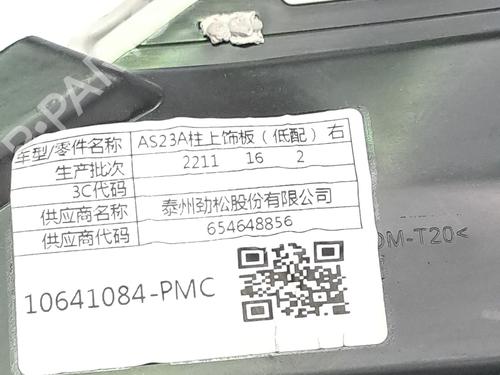 车型/零件名称 AS23A柱上饰板（低配）右
生产批次 2211 16 2
3C代码
供应商名称 泰州劲松股份有限公司
供应商代码 654648856
10641084-PMC
DM-T20<